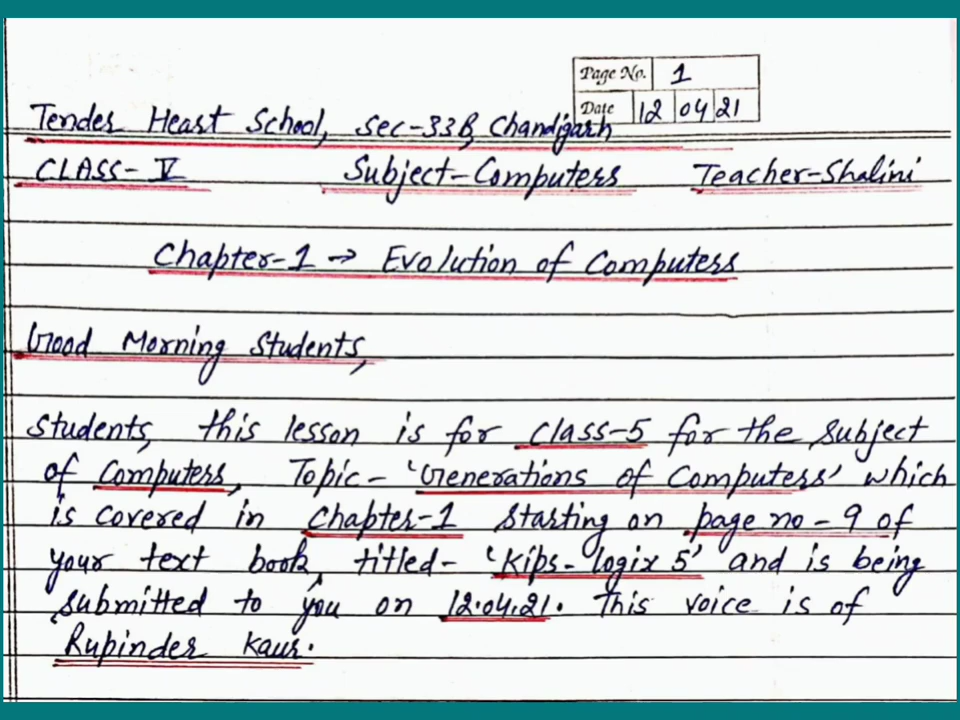 Page No. 1
Date 12 04 21
Tender Heart School, Sec-33B, Chandigarh
CLASS-V Subject-Computers Teacher-Shalini
Chapter-1 → Evolution of Computers
Good Morning Students,
Students, this lesson is for class-5 for the subject
of Computers, Topic- 'Generations of Computers' which
is covered in Chapter-1 starting on page no-9 of
your text book, titled- 'Kips-logix 5' and is being
submitted to you on 12.04.21. This voice is of
Rupinder Kaur.